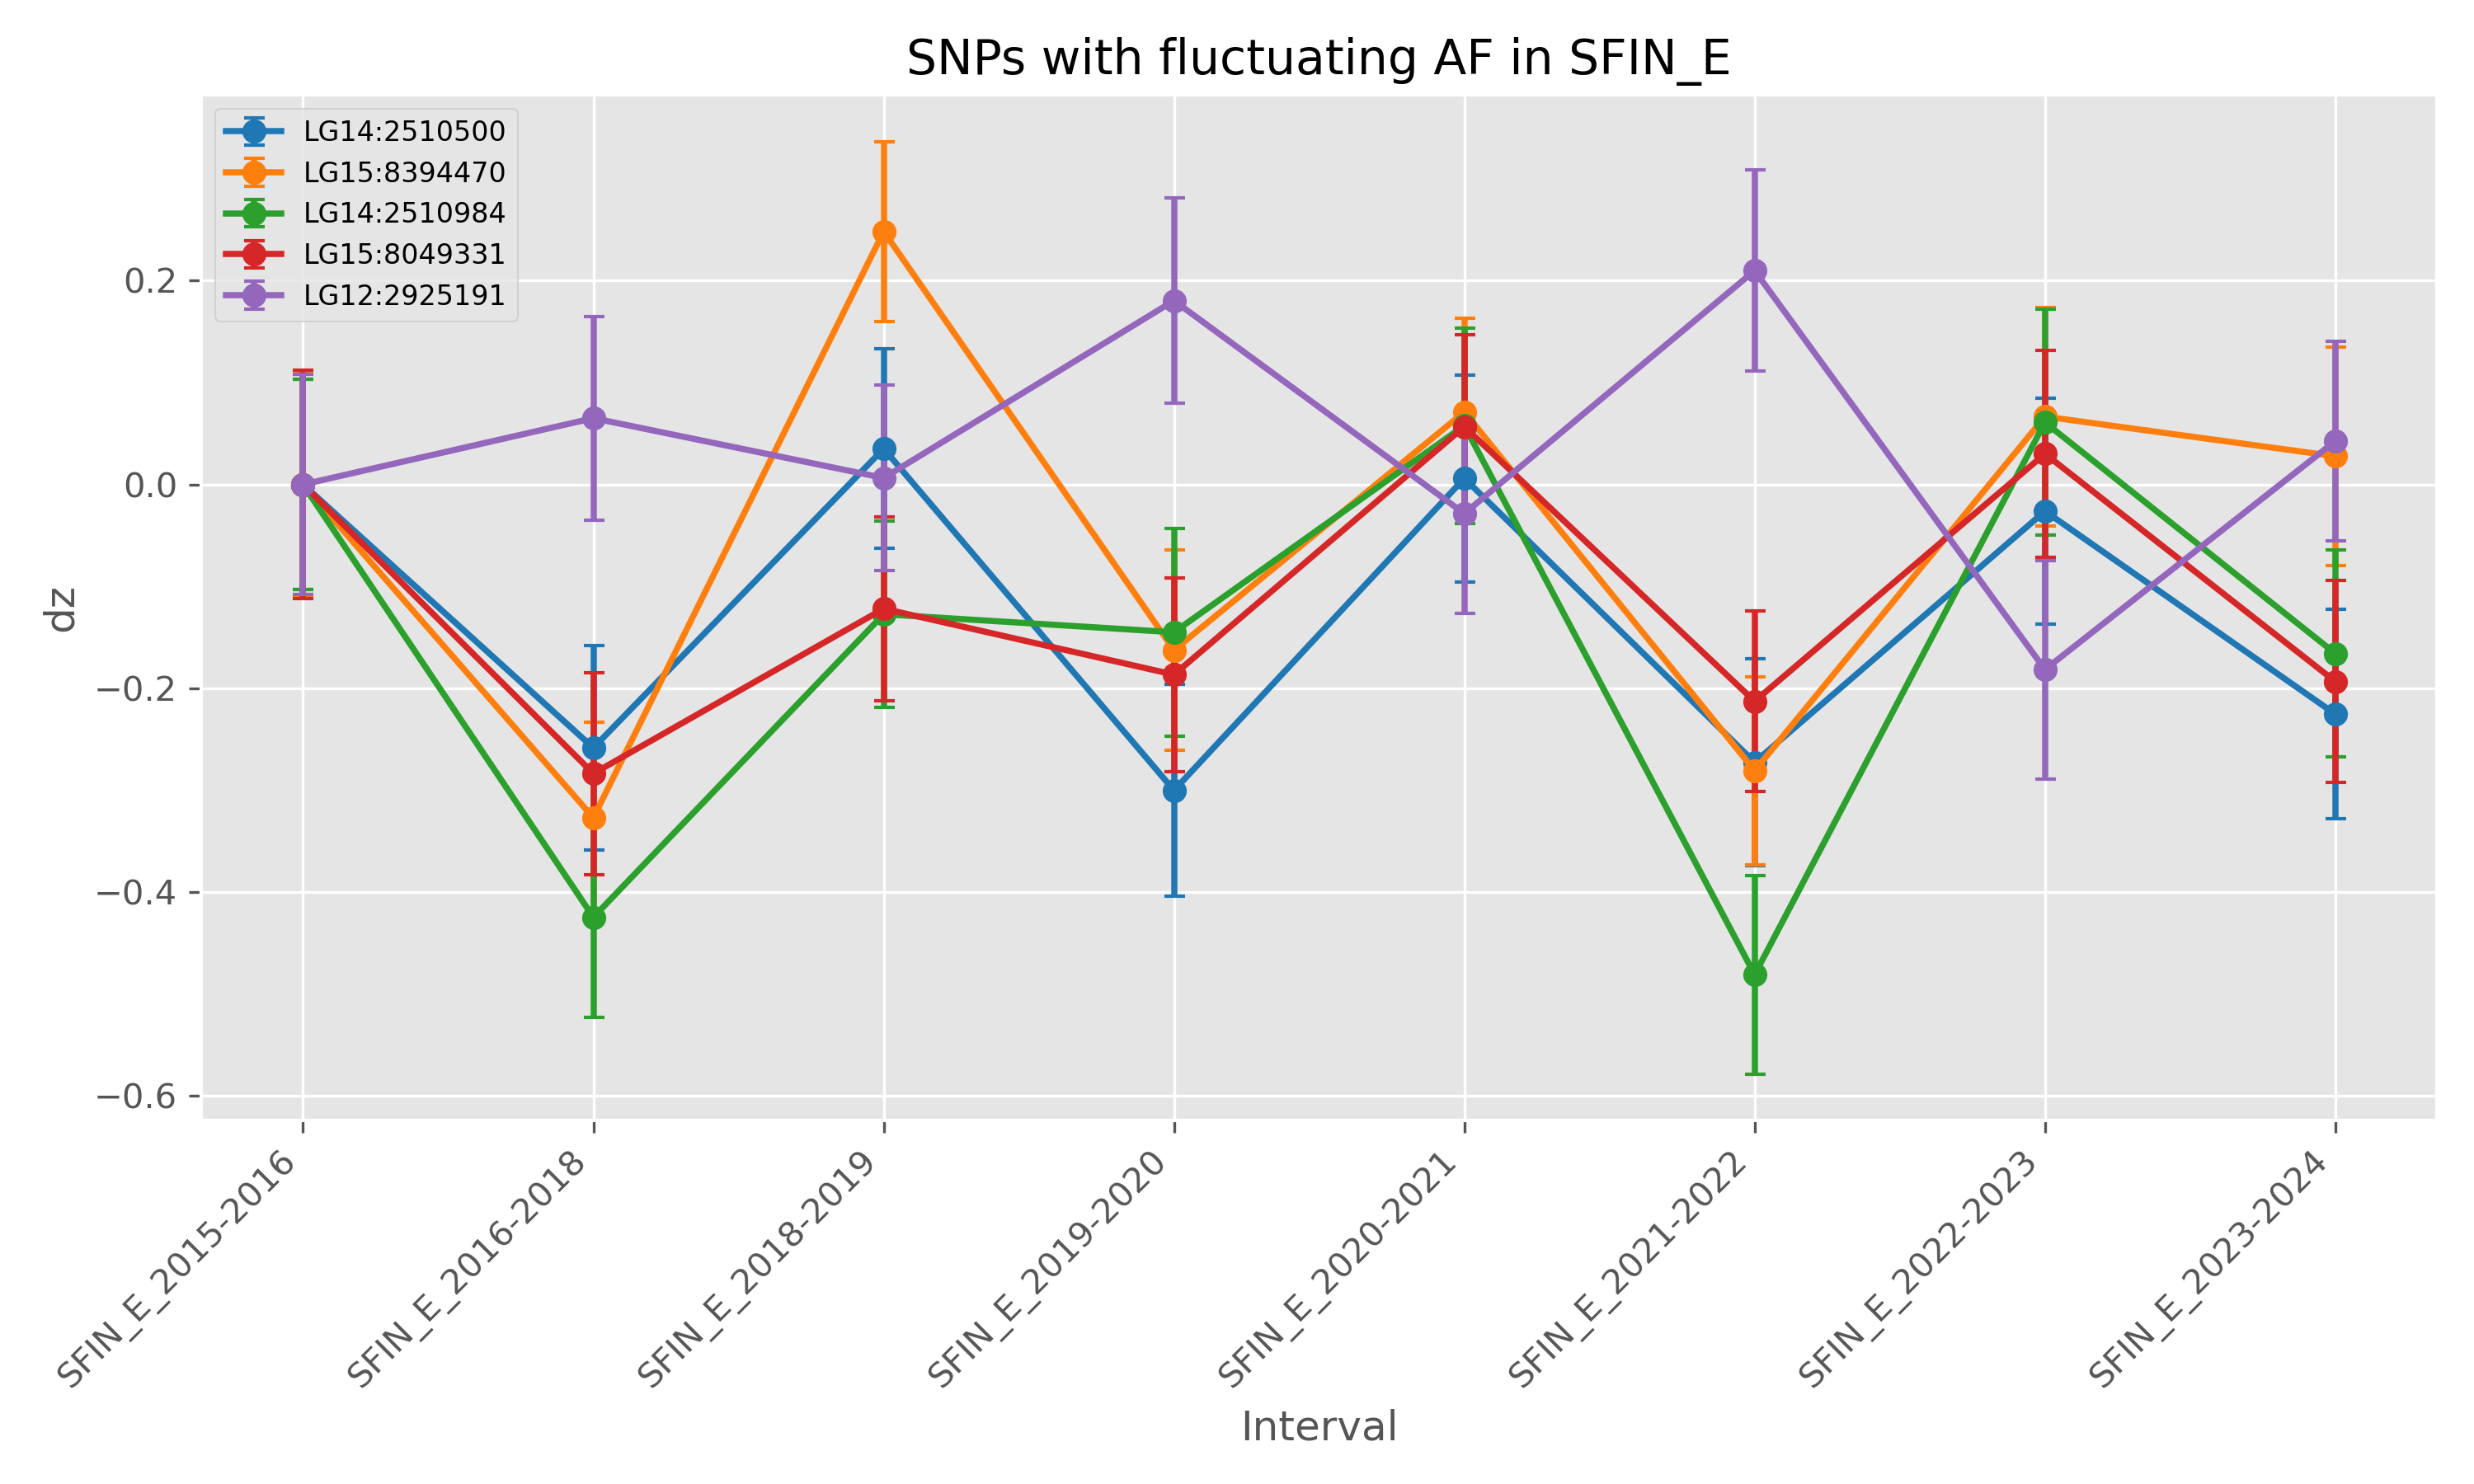 SNPs with fluctuating AF in SFIN_E
LG14:2510500
LG15:8394470
LG14:2510984
LG15:8049331
LG12:2925191
dz
0.2
0.0
−0.2
−0.4
−0.6
SFIN_E_2015-2016
SFIN_E_2016-2018
SFIN_E_2018-2019
SFIN_E_2019-2020
SFIN_E_2020-2021
SFIN_E_2021-2022
SFIN_E_2022-2023
SFIN_E_2023-2024
Interval